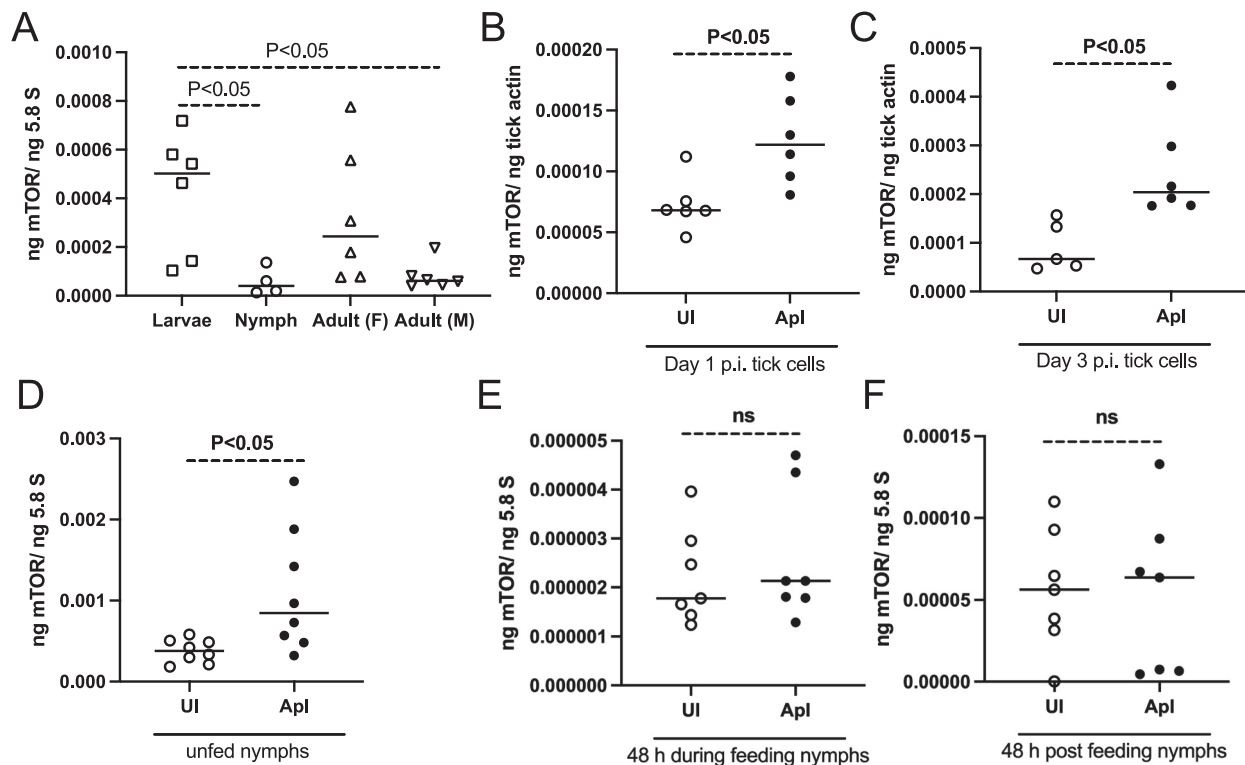 A
P<0.05
P<0.05
ng mTOR/ ng 5.8 S
0.0010
0.0008
0.0006
0.0004
0.0002
0.0000
Larvae Nymph Adult (F) Adult (M)
B
P<0.05
ng mTOR/ ng tick actin
0.00020
0.00015
0.00010
0.00005
0.00000
UI ApI
Day 1 p.i. tick cells
C
P<0.05
ng mTOR/ ng tick actin
0.0005
0.0004
0.0003
0.0002
0.0001
0.0000
UI ApI
Day 3 p.i. tick cells
D
P<0.05
ng mTOR/ ng 5.8 S
0.003
0.002
0.001
0.000
UI ApI
unfed nymphs
E
ns
ng mTOR/ ng 5.8 S
0.000005
0.000004
0.000003
0.000002
0.000001
0.000000
UI ApI
48 h during feeding nymphs
F
ns
ng mTOR/ ng 5.8 S
0.00015
0.00010
0.00005
0.00000
UI ApI
48 h post feeding nymphs